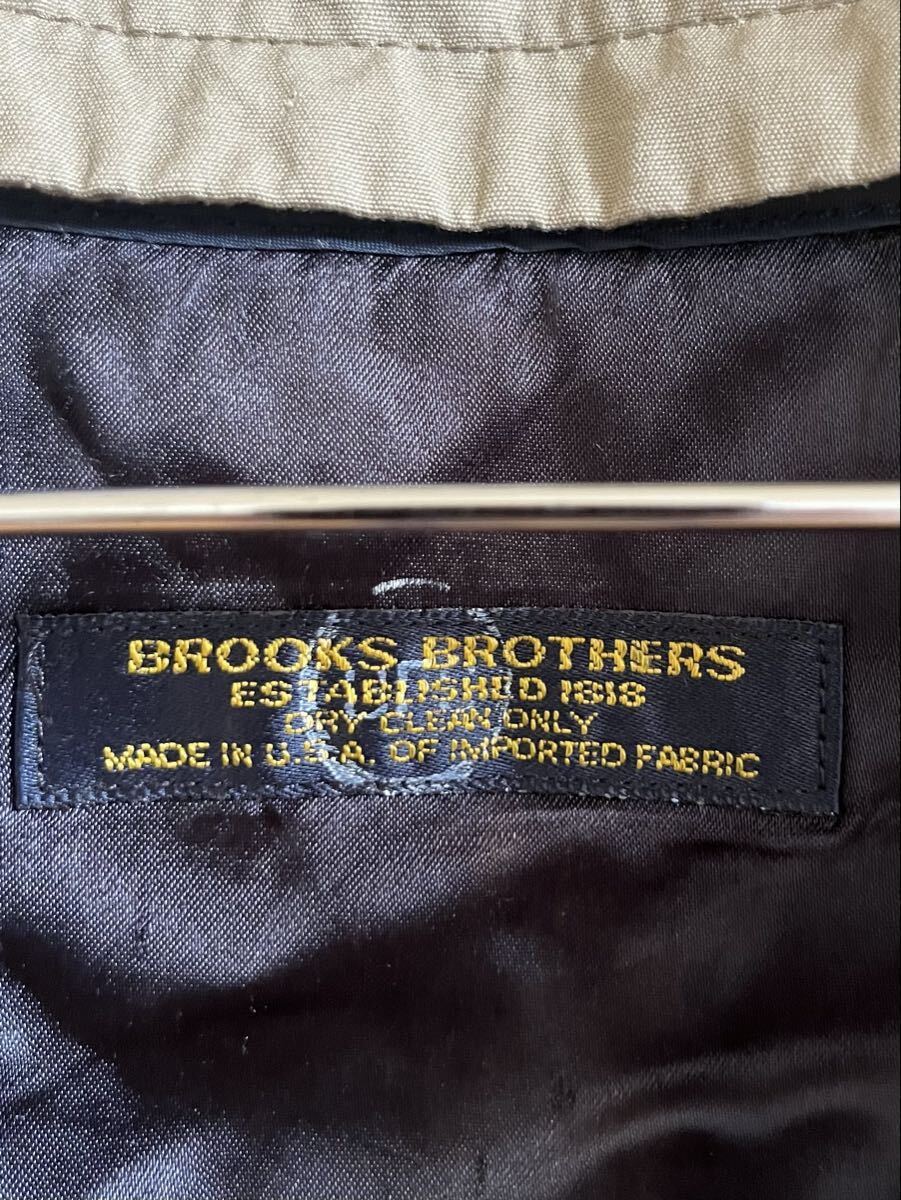 BROOKS BROTHERS
ESTABLISHED 1818
DRY CLEAN ONLY
MADE IN U.S.A. OF IMPORTED FABRIC